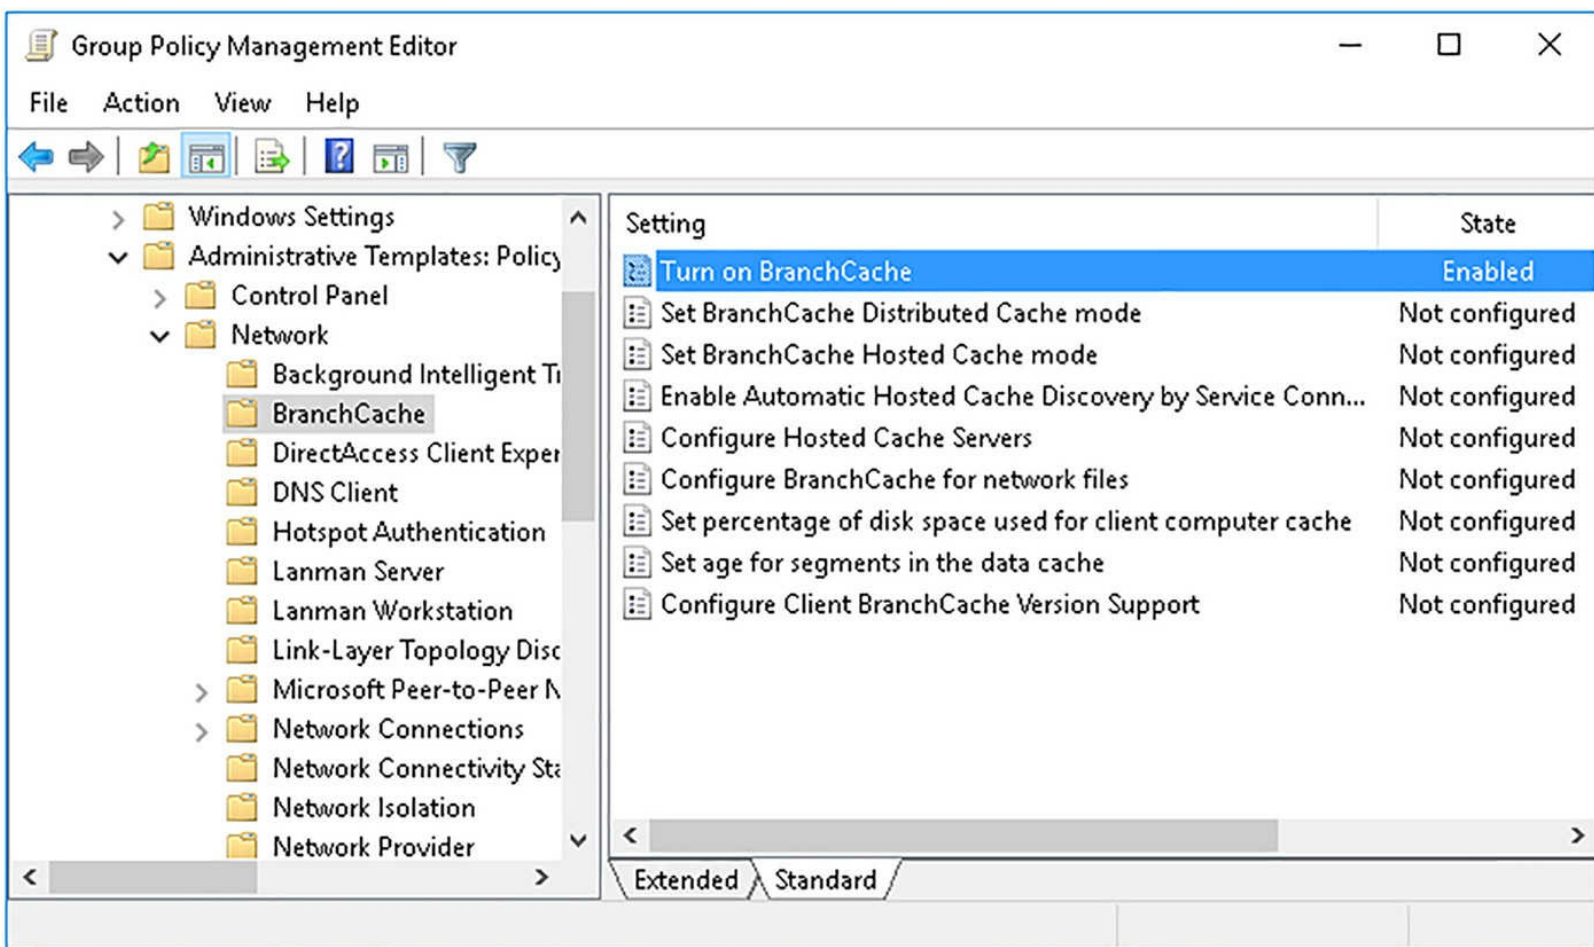 Group Policy Management Editor
File Action View Help
Windows Settings
Administrative Templates: Policy
Control Panel
Network
Background Intelligent Tr
BranchCache
DirectAccess Client Exper
DNS Client
Hotspot Authentication
Lanman Server
Lanman Workstation
Link-Layer Topology Disc
Microsoft Peer-to-Peer N
Network Connections
Network Connectivity Sta
Network Isolation
Network Provider
Setting State
Turn on BranchCache Enabled
Set BranchCache Distributed Cache mode Not configured
Set BranchCache Hosted Cache mode Not configured
Enable Automatic Hosted Cache Discovery by Service Conn... Not configured
Configure Hosted Cache Servers Not configured
Configure BranchCache for network files Not configured
Set percentage of disk space used for client computer cache Not configured
Set age for segments in the data cache Not configured
Configure Client BranchCache Version Support Not configured
Extended Standard